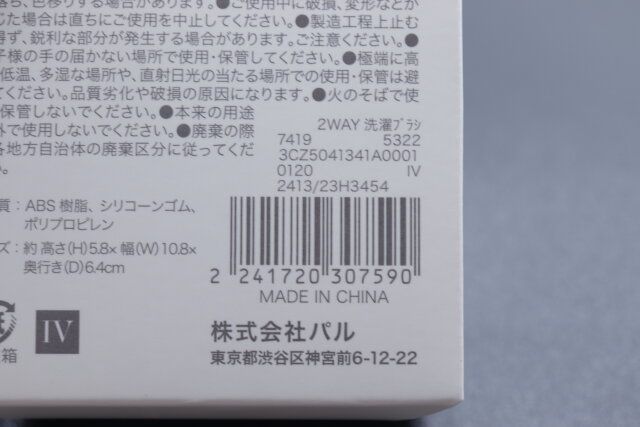 落ち、色移りする場合があります。●ご使用中に破損、変形などが
じた場合は直ちにご使用を中止してください。●製造工程上止む
得ず、鋭利な部分が発生する場合があります。ご注意ください。●
子様の手の届かない場所で使用・保管してください。●極端に高
低温、多湿な場所や、直射日光の当たる場所での使用・保管は避
てください。品質劣化や破損の原因になります。●火のそばで使
保管しないでください。●本来の用途
外で使用しないでください。●廃棄の際
各地方自治体の廃棄区分に従ってくだ
い。
2WAY 洗濯ブラシ
7419 5322
3CZ5041341A0001
0120 IV
2413/23H3454
質：ABS 樹脂、シリコーンゴム、
ポリプロピレン
ズ：約 高さ(H)5.8× 幅(W)10.8×
奥行き(D)6.4cm
2 241720 307590
MADE IN CHINA
IV
箱
株式会社パル
東京都渋谷区神宮前6-12-22